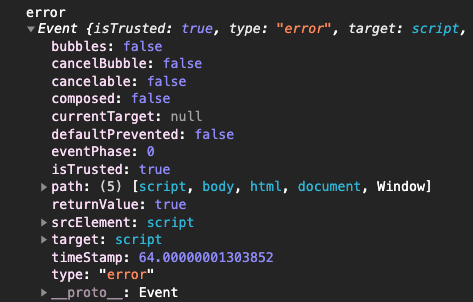 error
▼Event {isTrusted: true, type: "error", target: script,
bubbles: false
cancelBubble: false
cancelable: false
composed: false
currentTarget: null
defaultPrevented: false
eventPhase: 0
isTrusted: true
▶path: (5) [script, body, html, document, Window]
returnValue: true
▶srcElement: script
▶target: script
timeStamp: 64.00000001303852
type: "error"
▶__proto__: Event